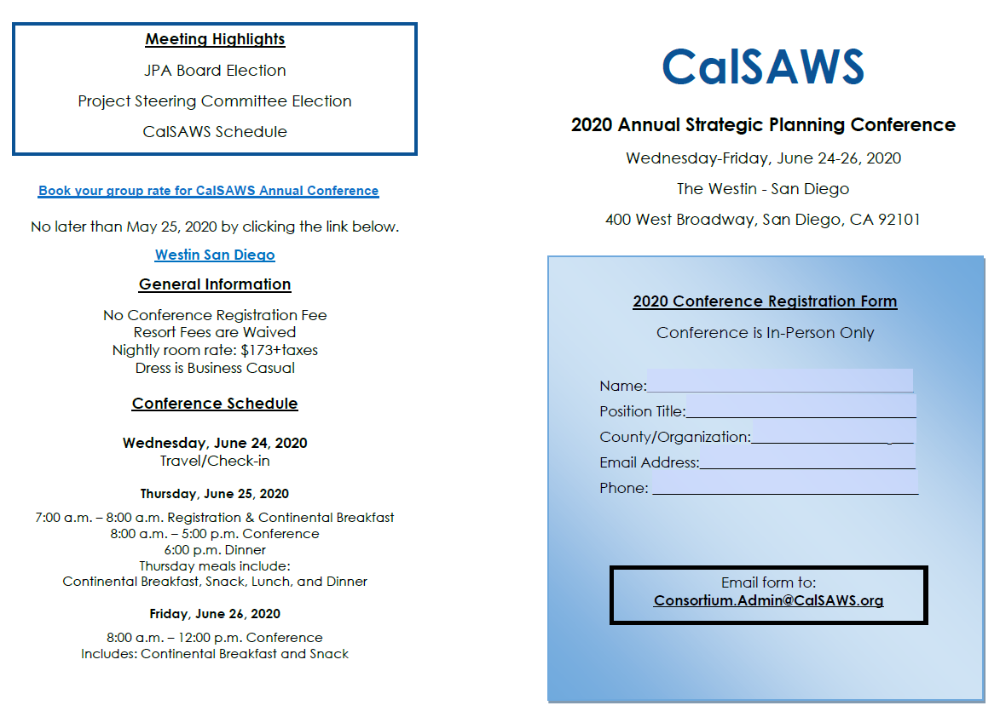 Meeting Highlights
JPA Board Election
Project Steering Committee Election
CalSAWS Schedule
Book your group rate for CalSAWS Annual Conference
No later than May 25, 2020 by clicking the link below.
Westin San Diego
General Information
No Conference Registration Fee
Resort Fees are Waived
Nightly room rate: $173+taxes
Dress is Business Casual
Conference Schedule
Wednesday, June 24, 2020
Travel/Check-in
Thursday, June 25, 2020
7:00 a.m. – 8:00 a.m. Registration & Continental Breakfast
8:00 a.m. – 5:00 p.m. Conference
6:00 p.m. Dinner
Thursday meals include:
Continental Breakfast, Snack, Lunch, and Dinner
Friday, June 26, 2020
8:00 a.m. – 12:00 p.m. Conference
Includes: Continental Breakfast and Snack
CalSAWS
2020 Annual Strategic Planning Conference
Wednesday-Friday, June 24-26, 2020
The Westin - San Diego
400 West Broadway, San Diego, CA 92101
2020 Conference Registration Form
Conference is In-Person Only
Name:
Position Title:
County/Organization:
Email Address:
Phone:
Email form to:
Consortium.Admin@CalSAWS.org